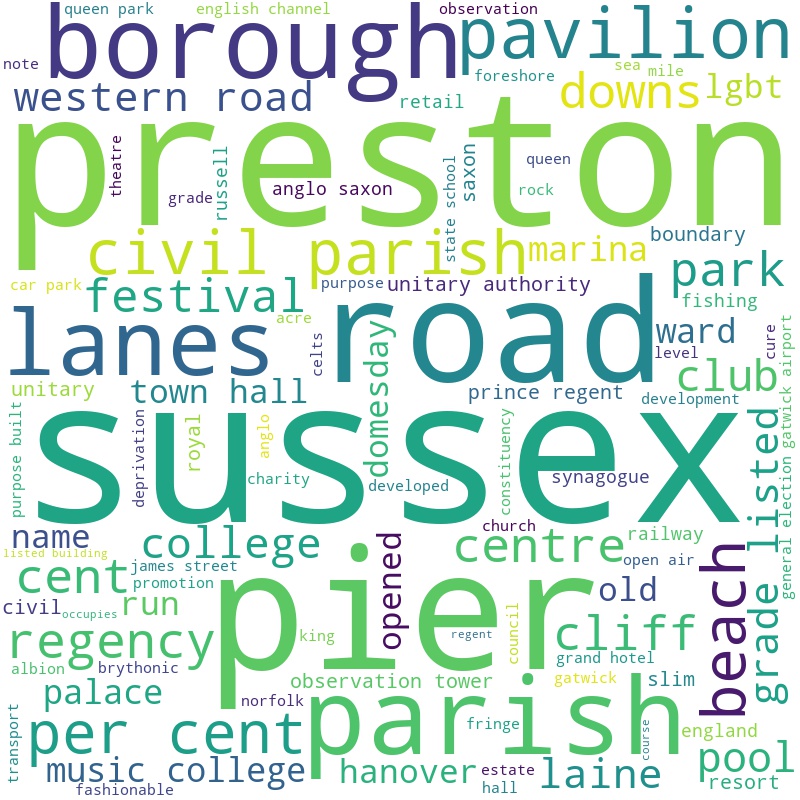 queen park
english channel
observation
borough
pavilion
note
foreshore
sea
mile
western road
retail
downs
lgbt
preston
theatre
grade
russell
anglo saxon
state school
saxon
queen
rock
civil parish
marina
boundary
car park
festival
purpose
unitary authority
park
fishing
acre
lanes
celts
road
ward
level
cure
gatwick airport
unitary
town hall
domesday
prince regent
club
development
purpose built
deprivation
royal
anglo
sussex
charity
developed
constituency
synagogue
grade listed
general election
name
listed building
college
church
centre
railway
cent
james street
promotion
pier
opened
open air
beach
civil
occupies
run
old
regency
king
regent
council
cliff
albion
brythonic
grand hotel
observation tower
gatwick
slim
palace
norfolk
parish
transport
per cent
fringe
course
england
music college
hanover
estate
laine
pool
fashionable
hall
resort